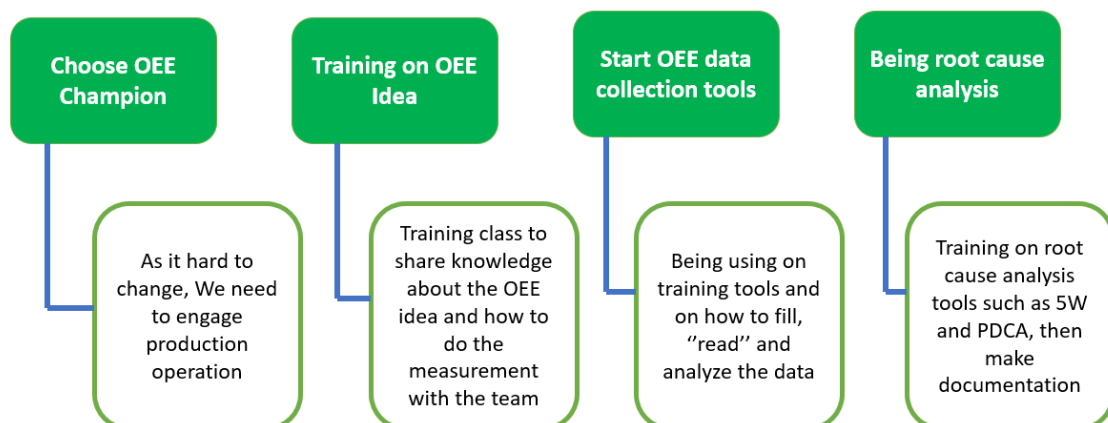 Choose OEE
Champion
As it hard to
change, We need
to engage
production
operation
Training on OEE
Idea
Training class to
share knowledge
about the OEE
idea and how to
do the
measurement
with the team
Start OEE data
collection tools
Being using on
training tools and
on how to fill,
‘‘read’’ and
analyze the data
Being root cause
analysis
Training on root
cause analysis
tools such as 5W
and PDCA, then
make
documentation